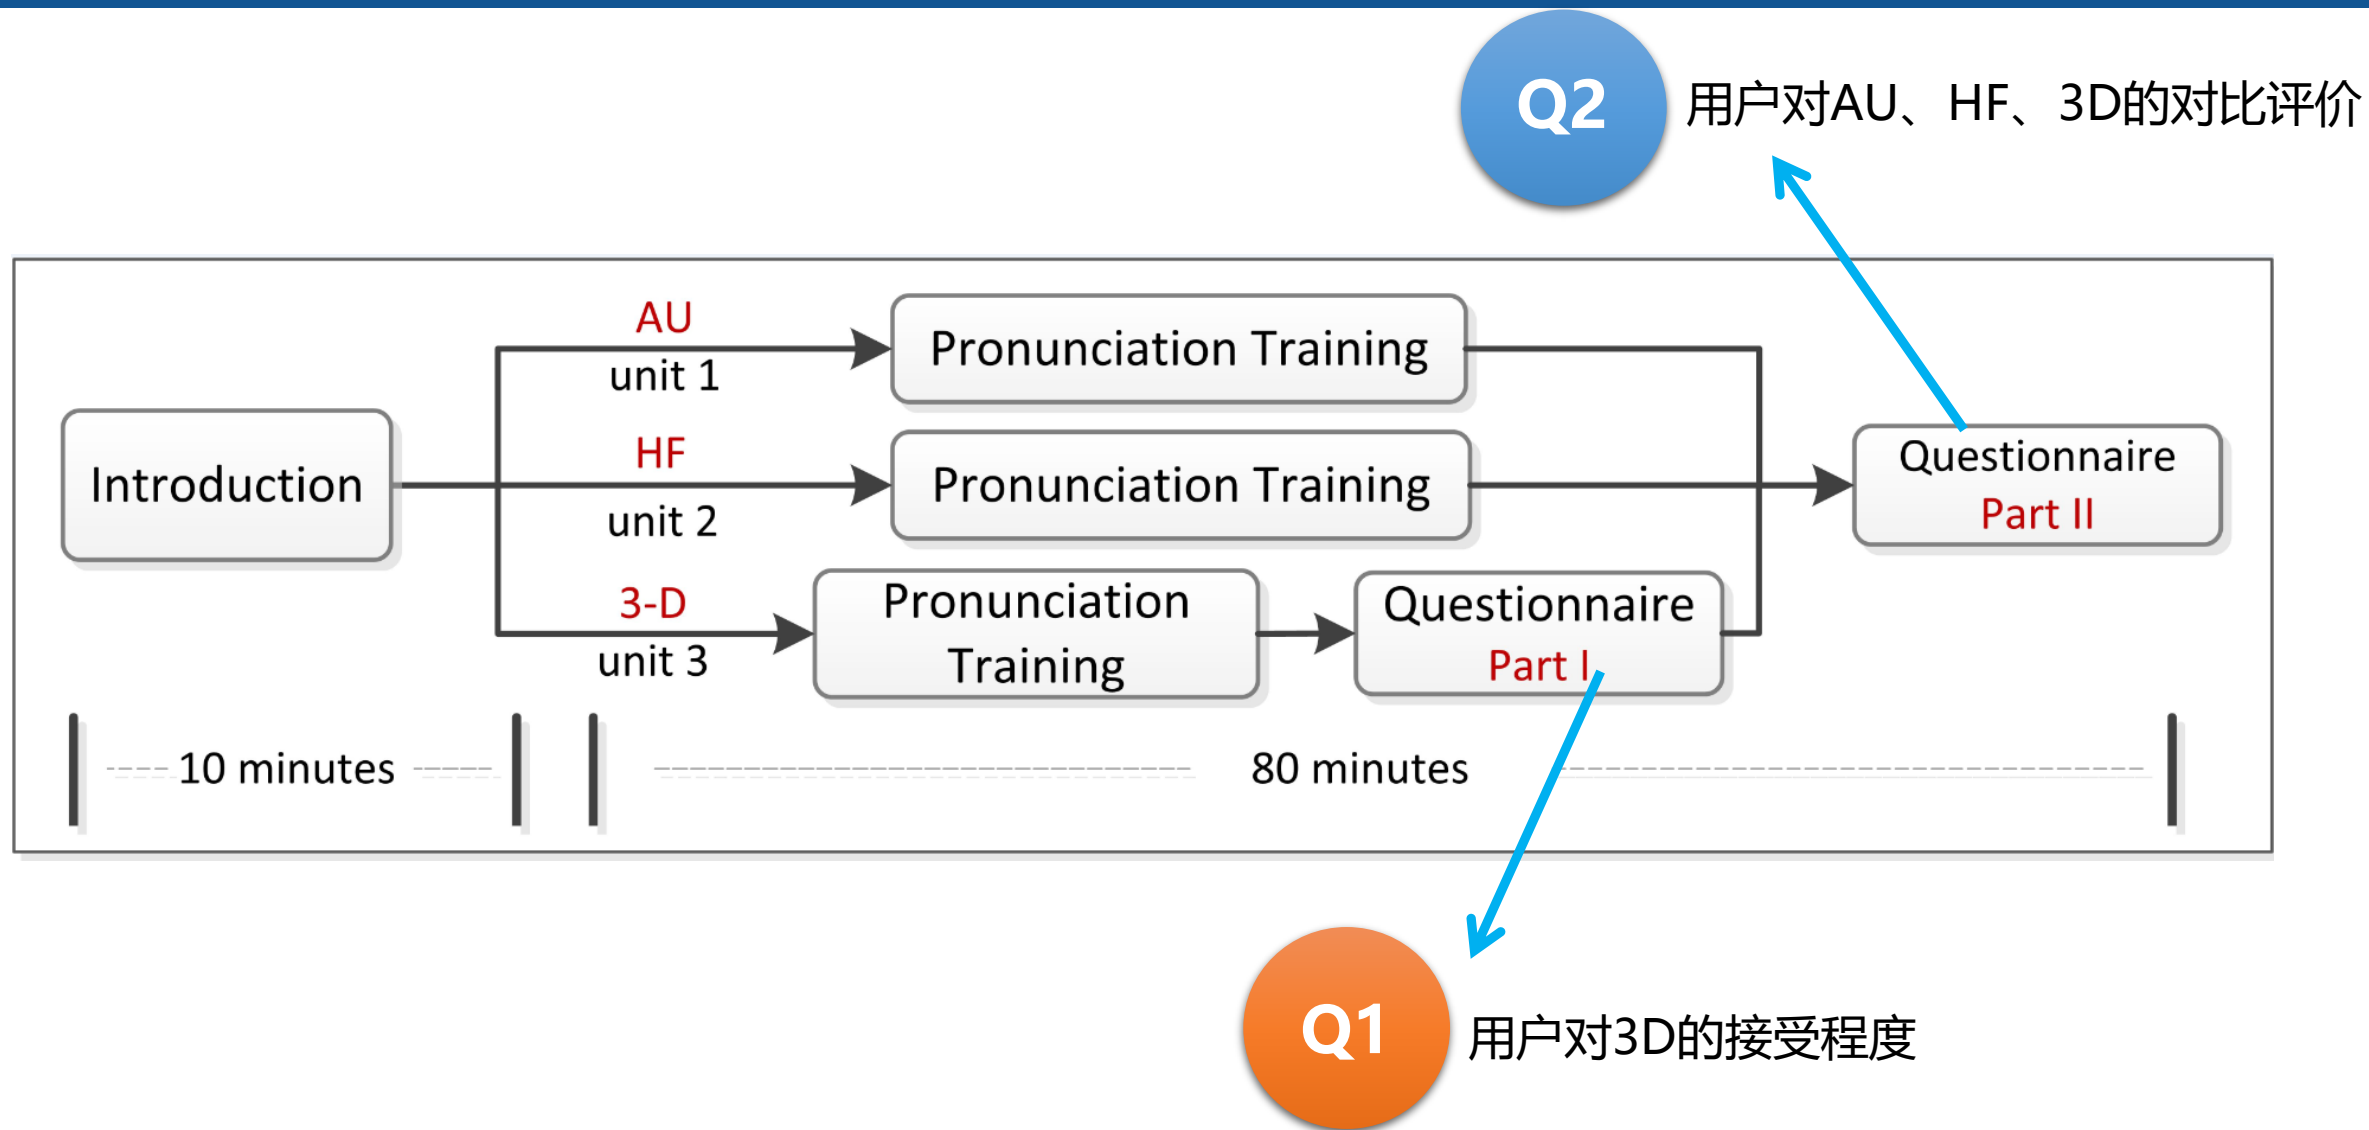 Q2
用户对AU、HF、3D的对比评价
AU
unit 1
Pronunciation Training
Introduction
HF
unit 2
Pronunciation Training
Questionnaire
Part II
3-D
unit 3
Pronunciation
Training
Questionnaire
Part I
10 minutes
80 minutes
Q1
用户对3D的接受程度